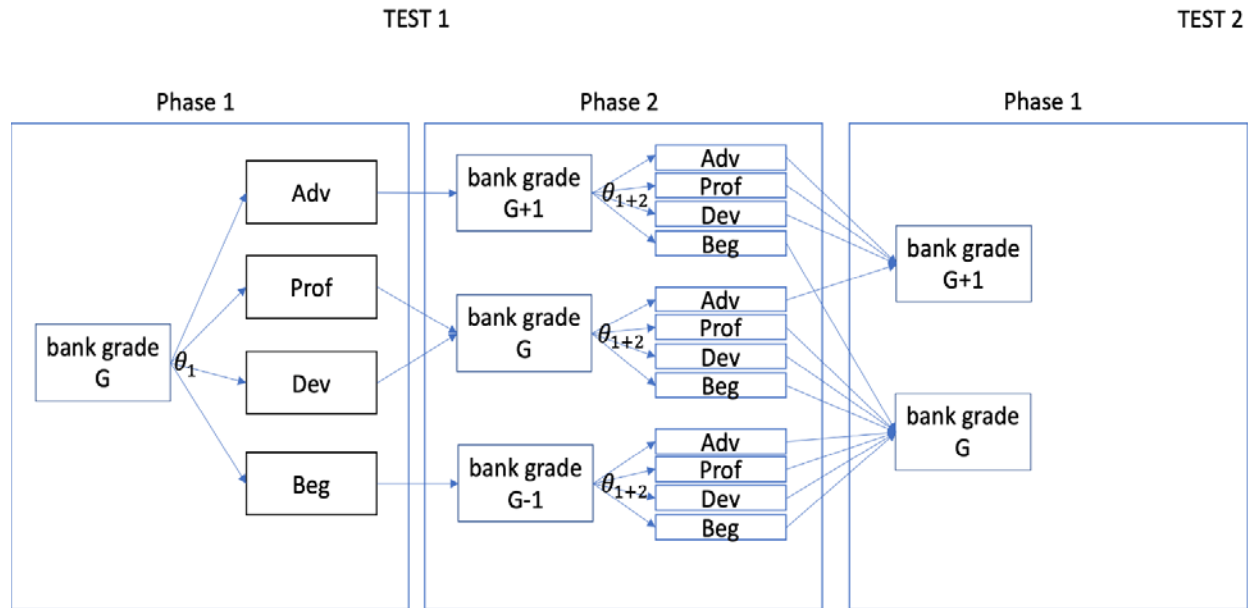 TEST 1
TEST 2
Phase 1
Phase 2
Phase 1
bank grade
G
θ1
Adv
Prof
Dev
Beg
bank grade
G+1
θ1+2
Adv
Prof
Dev
Beg
bank grade
G
θ1+2
Adv
Prof
Dev
Beg
bank grade
G-1
θ1+2
Adv
Prof
Dev
Beg
bank grade
G+1
bank grade
G